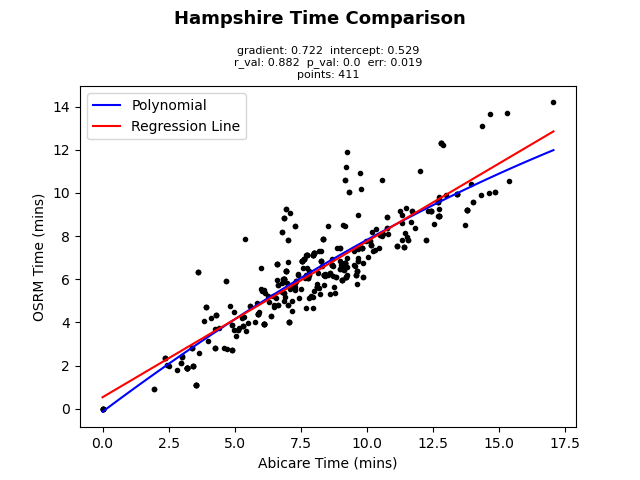 Hampshire Time Comparison
gradient: 0.722  intercept: 0.529
r_val: 0.882  p_val: 0.0  err: 0.019
points: 411
Polynomial
Regression Line
14
12
10
8
6
4
2
0
OSRM Time (mins)
0.0 2.5 5.0 7.5 10.0 12.5 15.0 17.5
Abicare Time (mins)